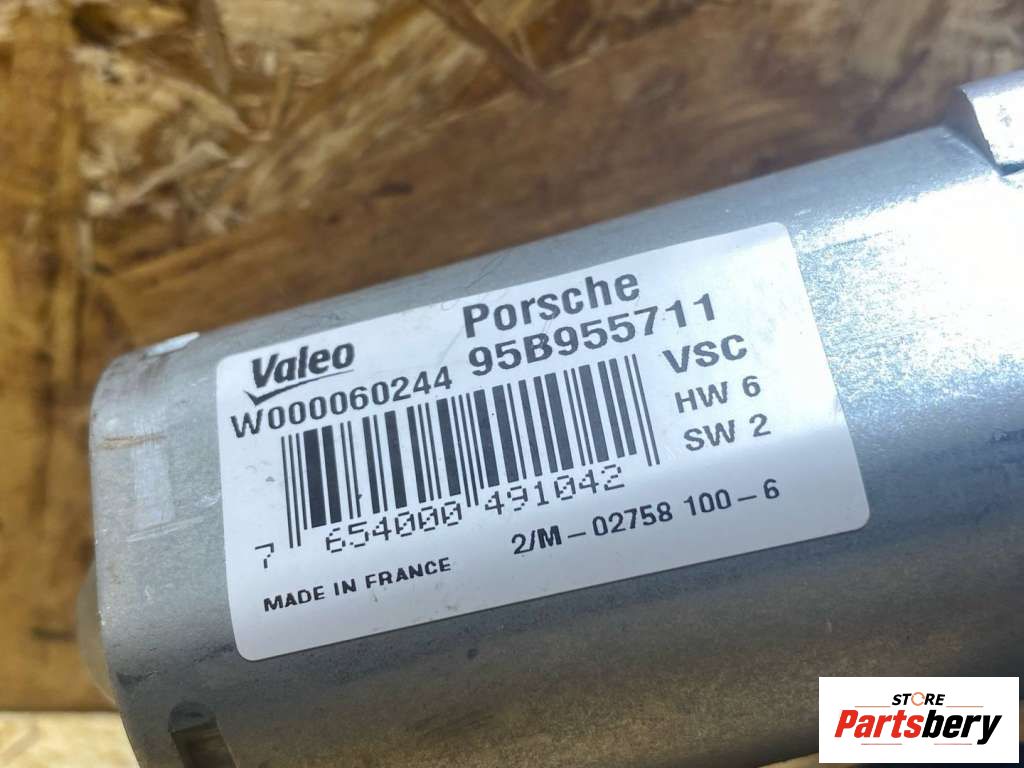 Valeo
Porsche
W000060244 95B955711
VSC
HW 6
SW 2
7 654000 491042
MADE IN FRANCE 2/M-02758 100-6
STORE
Partsbery